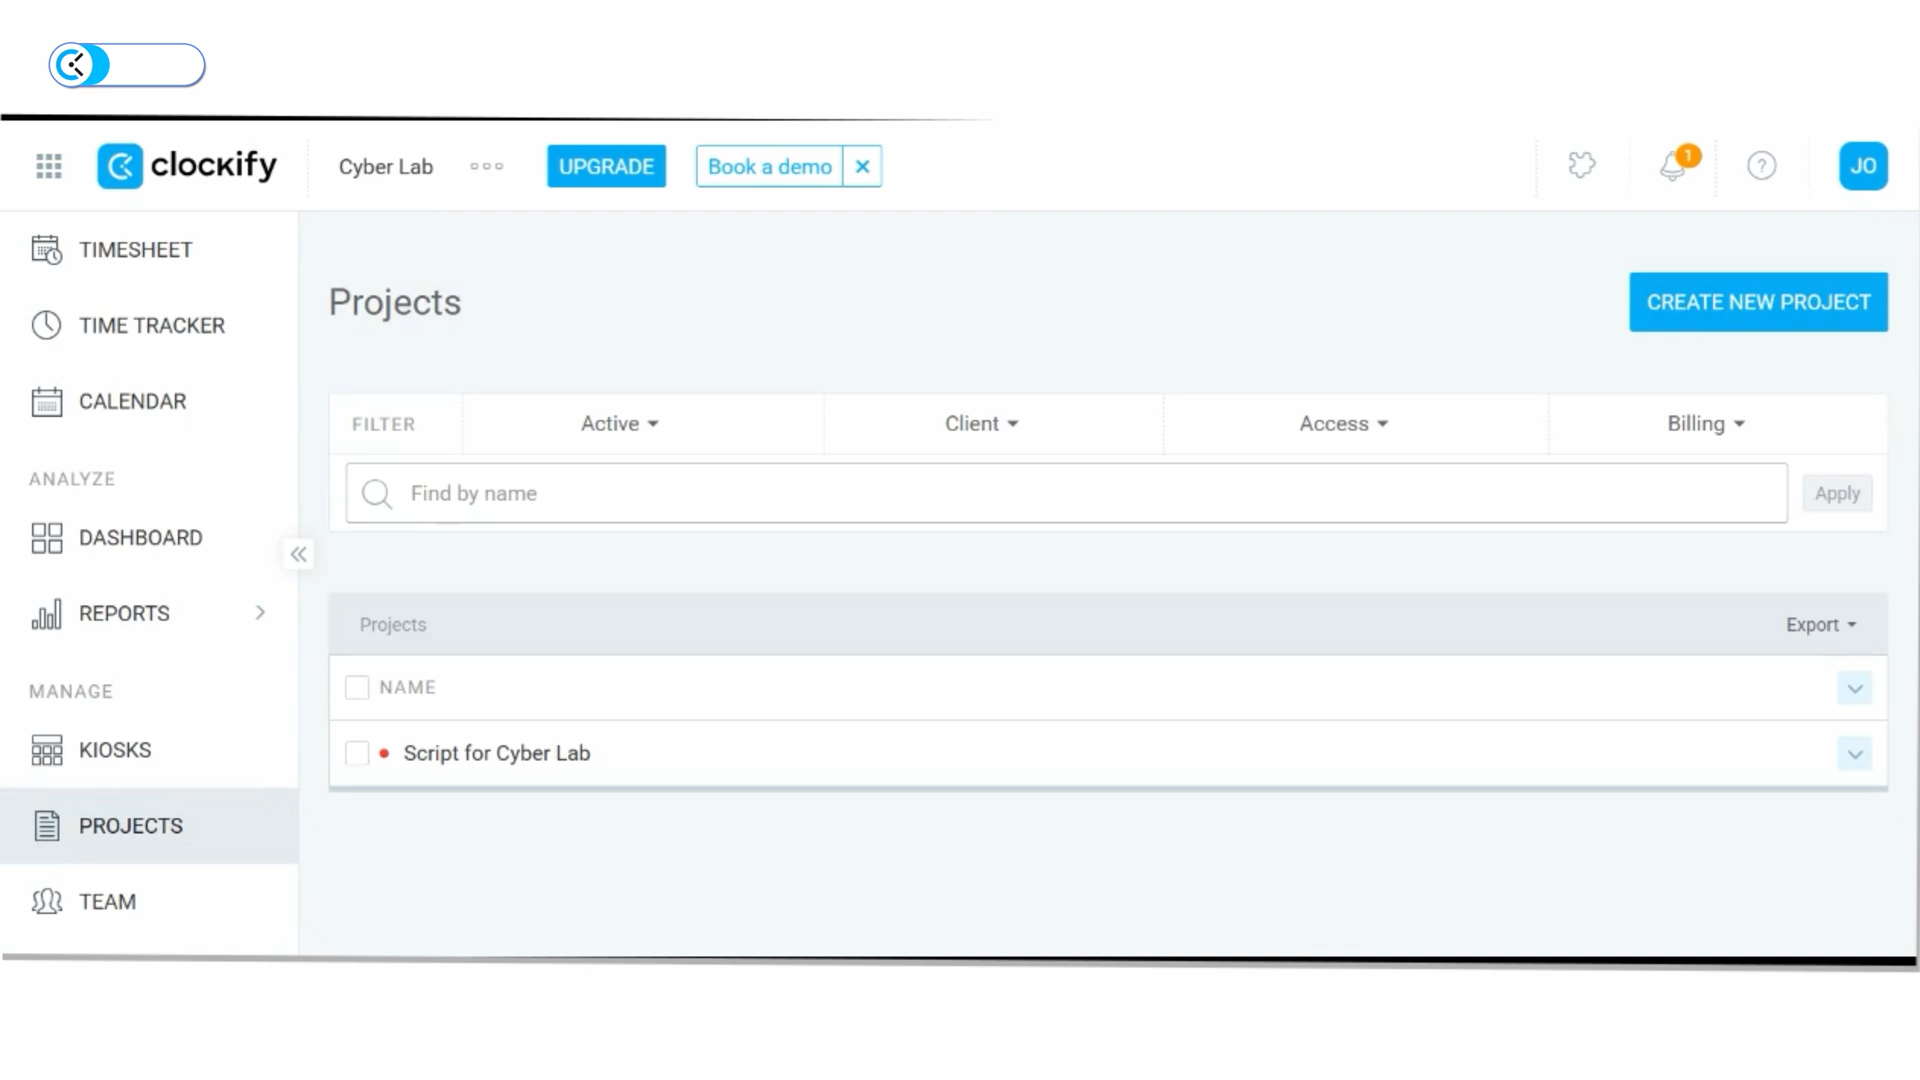 clockify
Cyber Lab
UPGRADE
Book a demo
1
JO
TIMESHEET
TIME TRACKER
CALENDAR
ANALYZE
DASHBOARD
REPORTS
MANAGE
KIOSKS
PROJECTS
TEAM
Projects
CREATE NEW PROJECT
FILTER
Active
Client
Access
Billing
Find by name
Apply
Projects
Export
NAME
Script for Cyber Lab